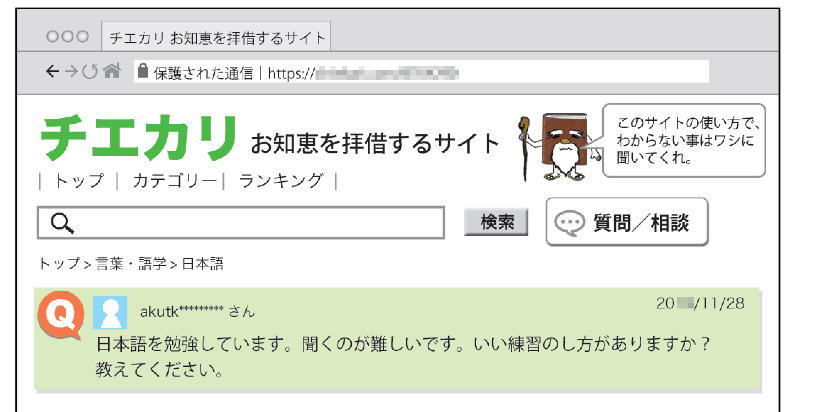 チエカリ お知恵を拝借するサイト
保護された通信 | https://
チエカリ お知恵を拝借するサイト
このサイトの使い方で、
わからない事はワシに
聞いてくれ。
| トップ | カテゴリー | ランキング |
検索
質問／相談
トップ > 言葉・語学 > 日本語
Q
akutk********* さん
20 /11/28
日本語を勉強しています。聞くのが難しいです。いい練習のし方がありますか？
教えてください。